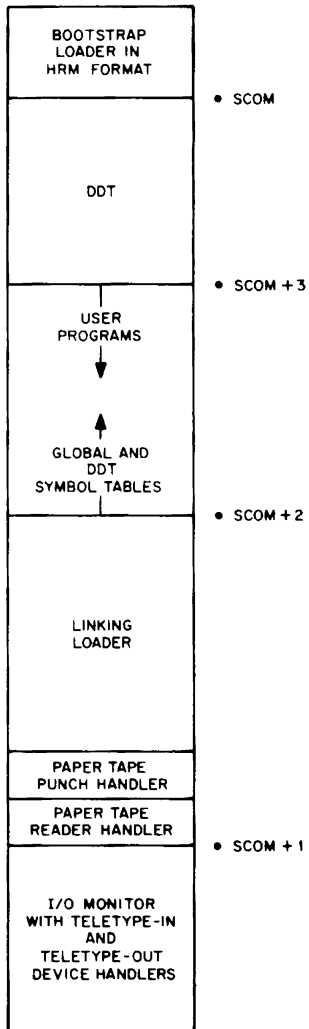 BOOTSTRAP
LOADER IN
HRM FORMAT
• SCOM
DDT
• SCOM + 3
USER
PROGRAMS
GLOBAL AND
DDT
SYMBOL TABLES
• SCOM + 2
LINKING
LOADER
PAPER TAPE
PUNCH HANDLER
PAPER TAPE
READER HANDLER
• SCOM + 1
I/O MONITOR
WITH TELETYPE-IN
AND
TELETYPE-OUT
DEVICE HANDLERS